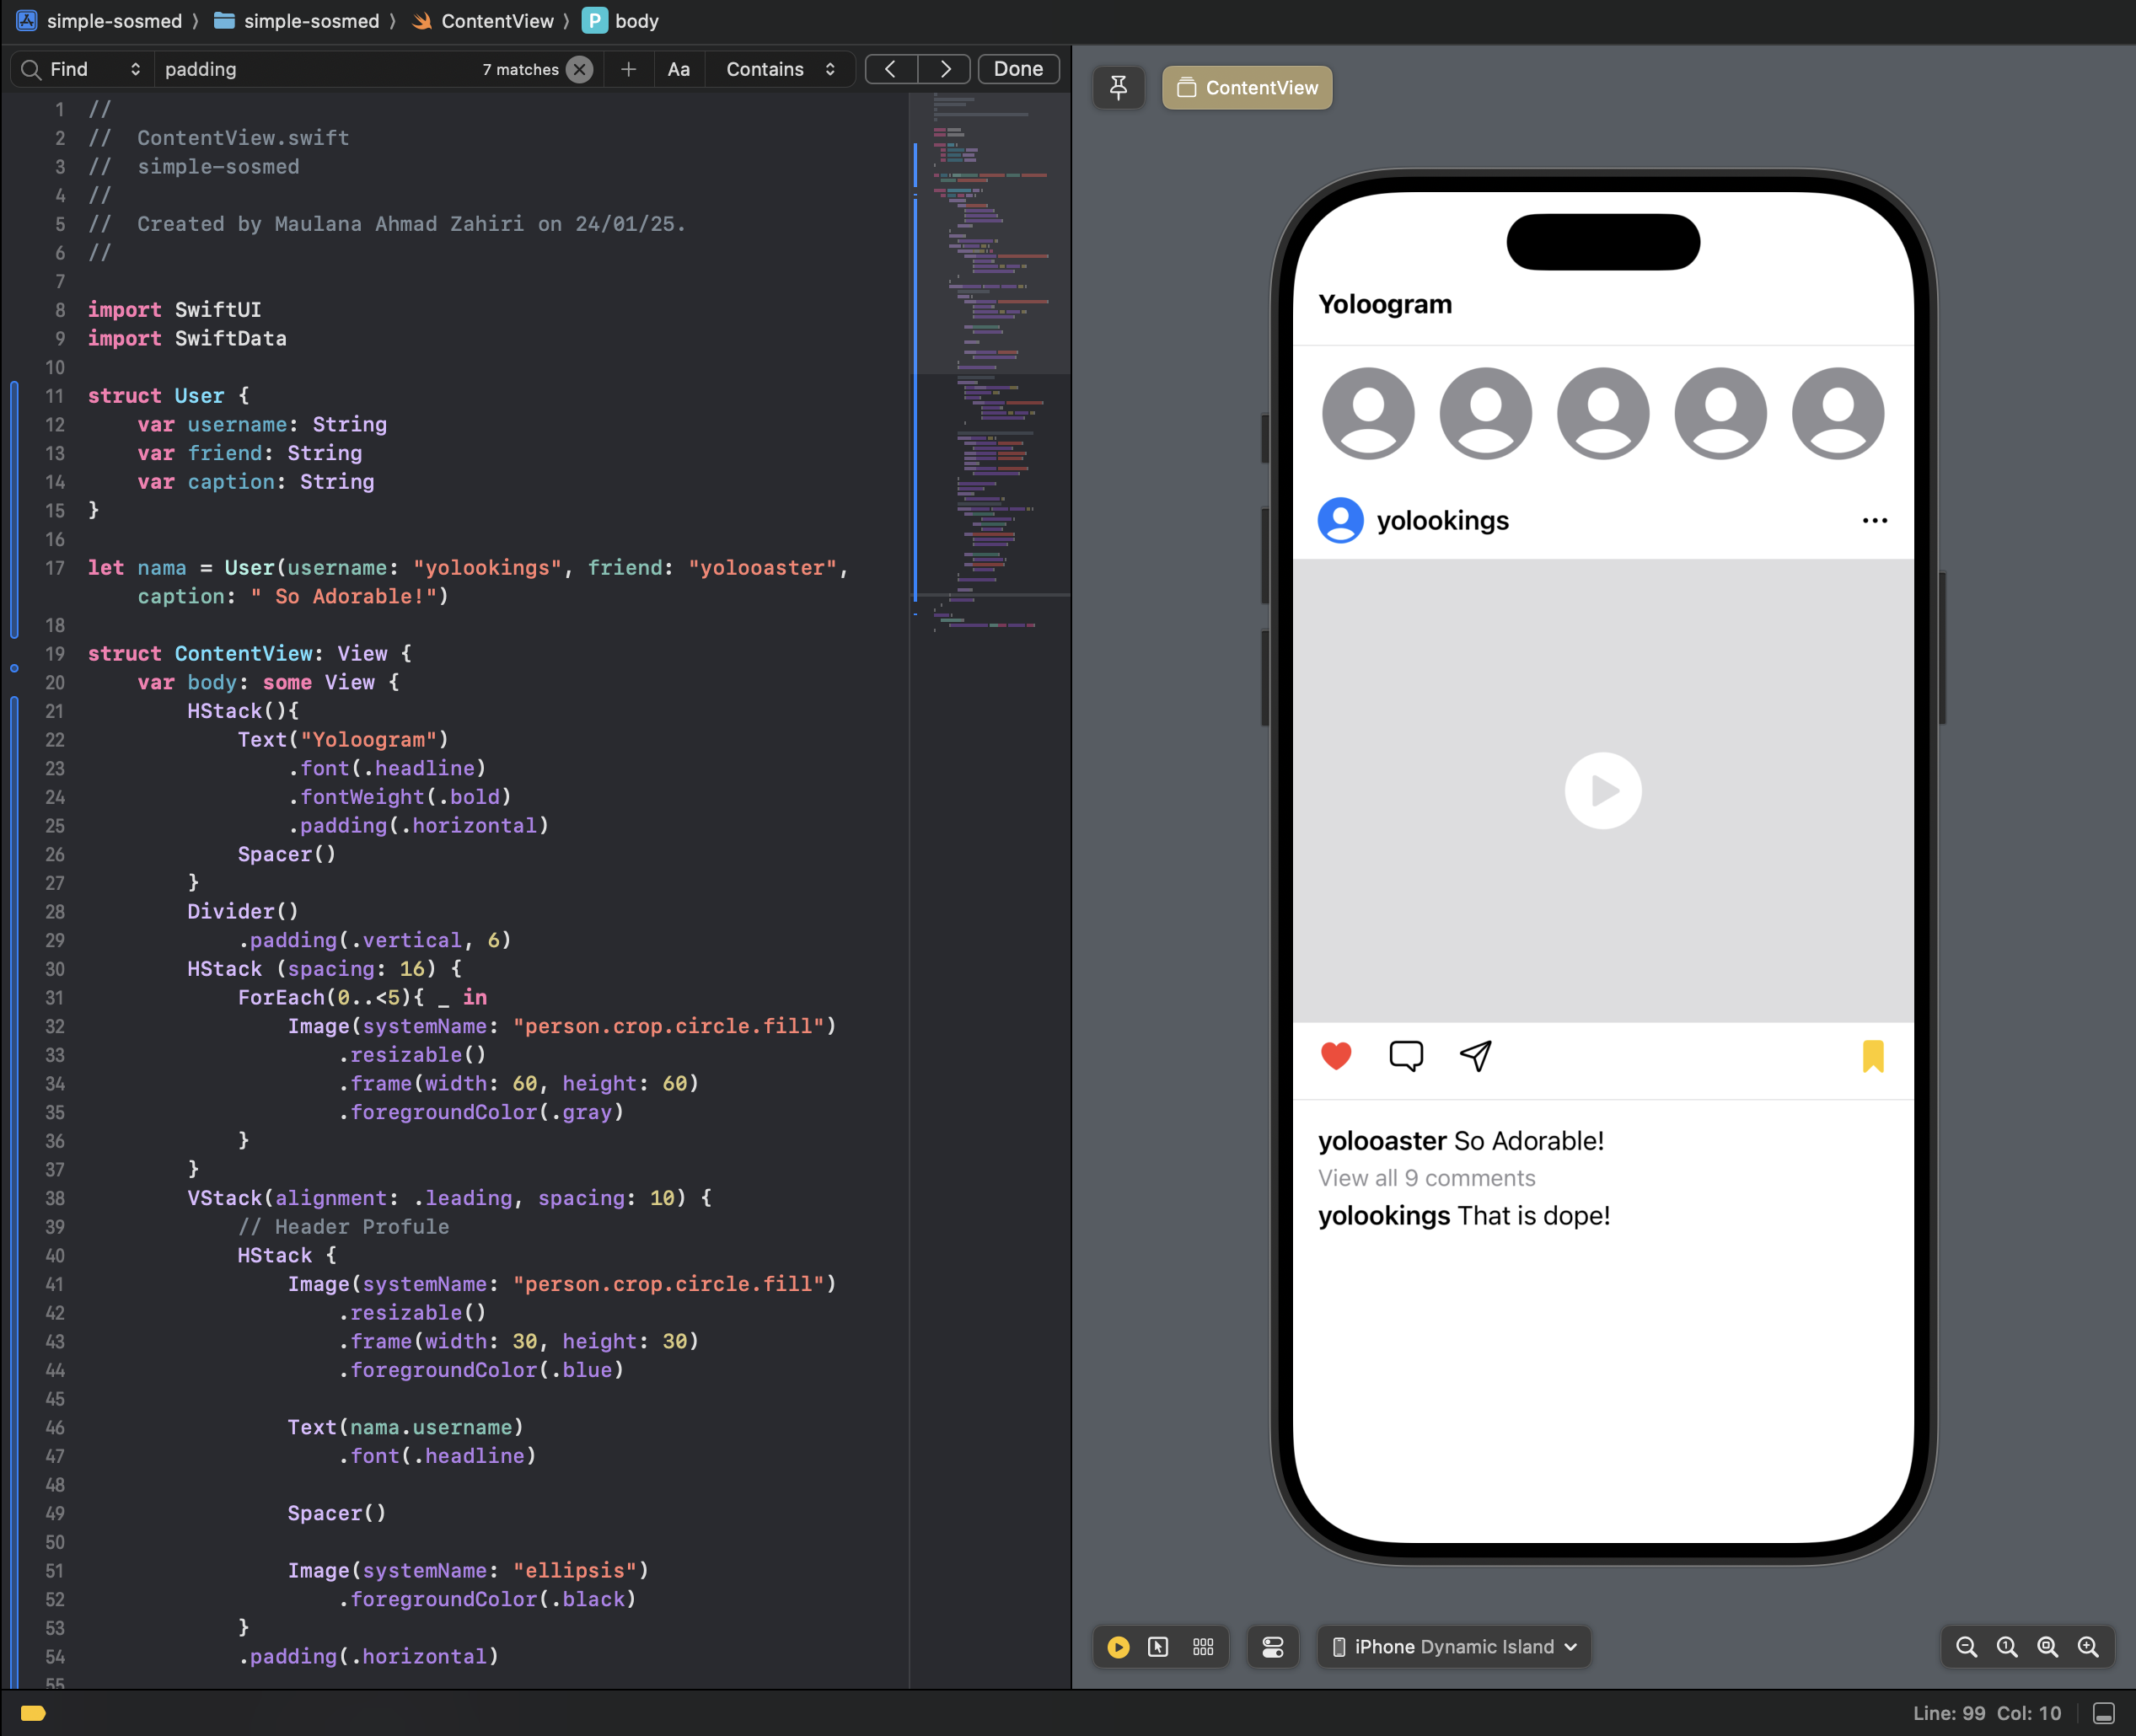 simple-sosmed 〉 simple-sosmed 〉 ContentView 〉 P body
Find padding 7 matches + Aa Contains < > Done
1 //
2 //  ContentView.swift
3 //  simple-sosmed
4 //
5 //  Created by Maulana Ahmad Zahiri on 24/01/25.
6 //
7
8 import SwiftUI
9 import SwiftData
10
11 struct User {
12     var username: String
13     var friend: String
14     var caption: String
15 }
16
17 let nama = User(username: "yolookings", friend: "yolooaster",
    caption: " So Adorable!")
18
19 struct ContentView: View {
20     var body: some View {
21         HStack(){
22             Text("Yoloogram")
23                 .font(.headline)
24                 .fontWeight(.bold)
25                 .padding(.horizontal)
26             Spacer()
27         }
28         Divider()
29             .padding(.vertical, 6)
30         HStack (spacing: 16) {
31             ForEach(0..<5){ _ in
32                 Image(systemName: "person.crop.circle.fill")
33                     .resizable()
34                     .frame(width: 60, height: 60)
35                     .foregroundColor(.gray)
36             }
37         }
38         VStack(alignment: .leading, spacing: 10) {
39             // Header Profule
40             HStack {
41                 Image(systemName: "person.crop.circle.fill")
42                     .resizable()
43                     .frame(width: 30, height: 30)
44                     .foregroundColor(.blue)
45
46                 Text(nama.username)
47                     .font(.headline)
48
49                 Spacer()
50
51                 Image(systemName: "ellipsis")
52                     .foregroundColor(.black)
53             }
54             .padding(.horizontal)
55
ContentView
Yoloogram
yolookings
yolooaster So Adorable!
View all 9 comments
yolookings That is dope!
iPhone Dynamic Island
Line: 99 Col: 10